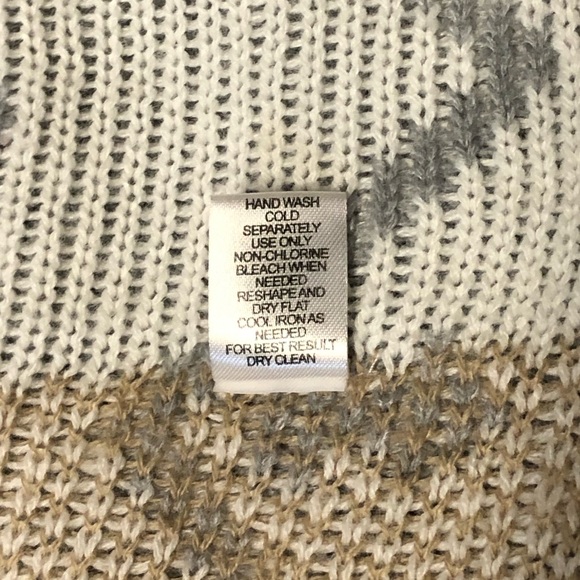 HAND WASH
COLD
SEPARATELY
USE ONLY
NON-CHLORINE
BLEACH WHEN
NEEDED
RESHAPE AND
DRY FLAT
COOL IRON AS
NEEDED
FOR BEST RESULT
DRY CLEAN